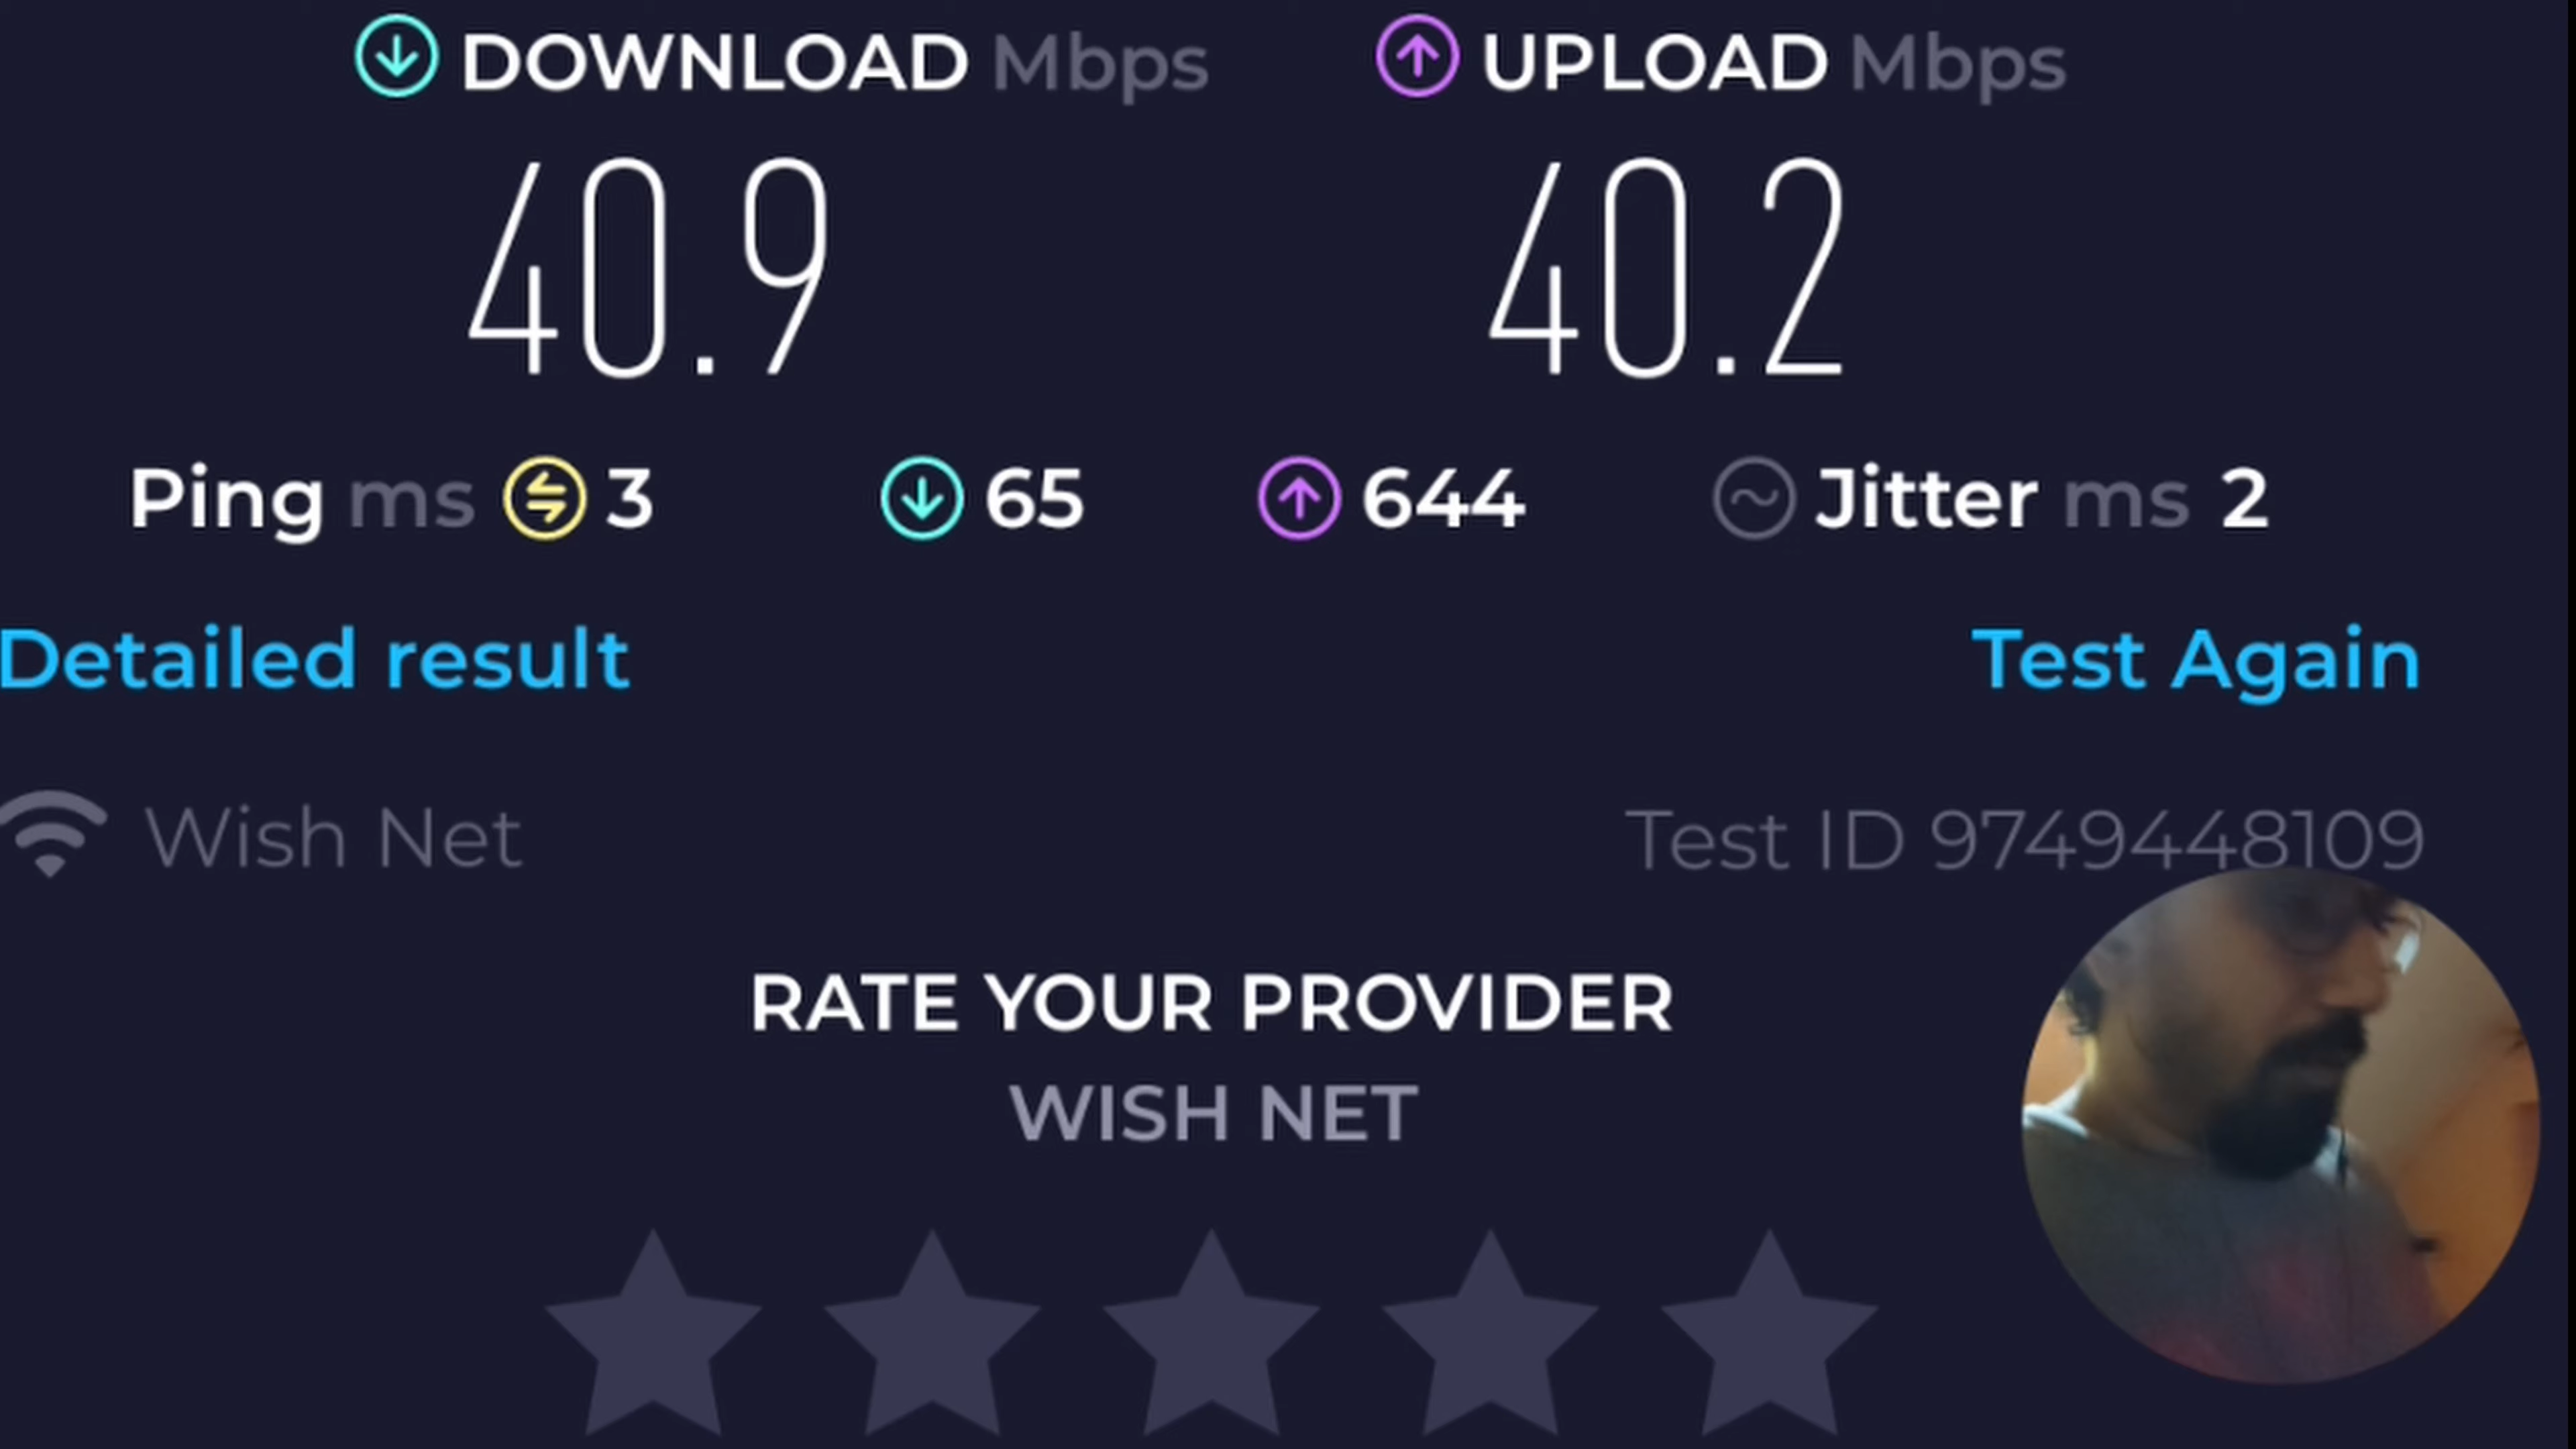 DOWNLOAD Mbps UPLOAD Mbps
40.9 40.2
Ping ms 3 65 644 Jitter ms 2
Detailed result Test Again
Wish Net Test ID 9749448109
RATE YOUR PROVIDER
WISH NET